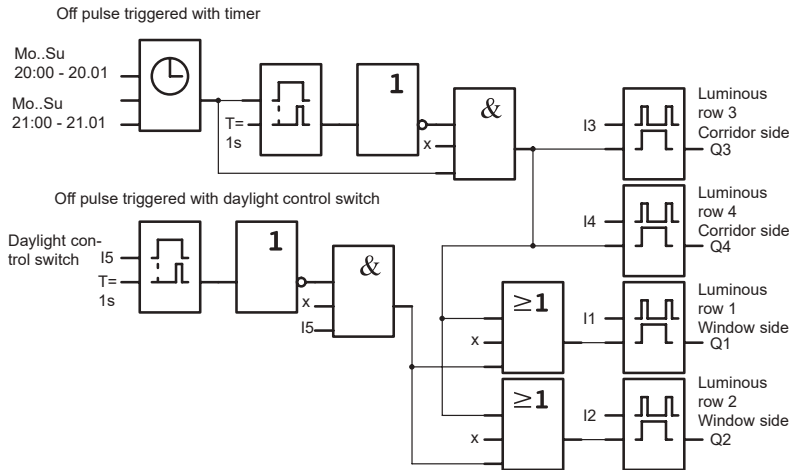 Off pulse triggered with timer
Mo..Su
20:00 - 20.01
Mo..Su
21:00 - 21.01
T=
1s
1
x
&
I3
Luminous
row 3
Corridor side
Q3
I4
Luminous
row 4
Corridor side
Q4
Off pulse triggered with daylight control switch
Daylight con-
trol switch
I5
T=
1s
1
x
I5
&
≥1
x
I1
Luminous
row 1
Window side
Q1
≥1
x
I2
Luminous
row 2
Window side
Q2